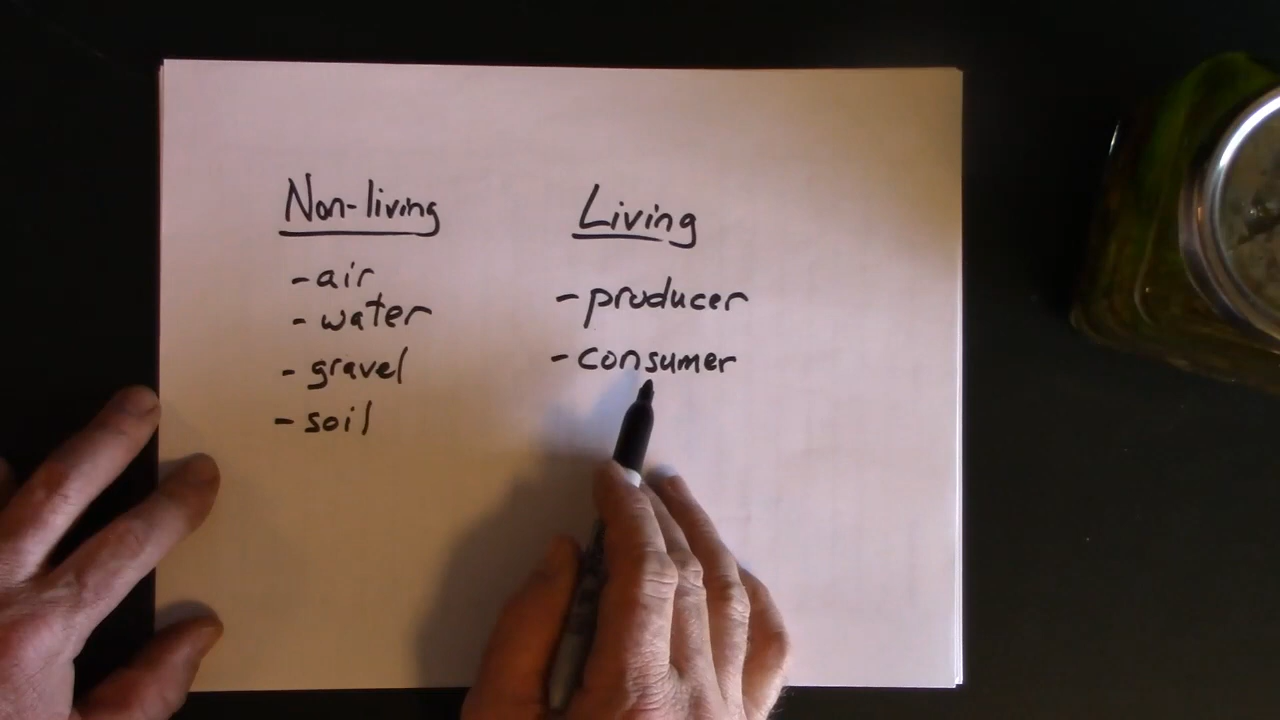 Non-living
- air
- water
- gravel
- soil
Living
- producer
- consumer